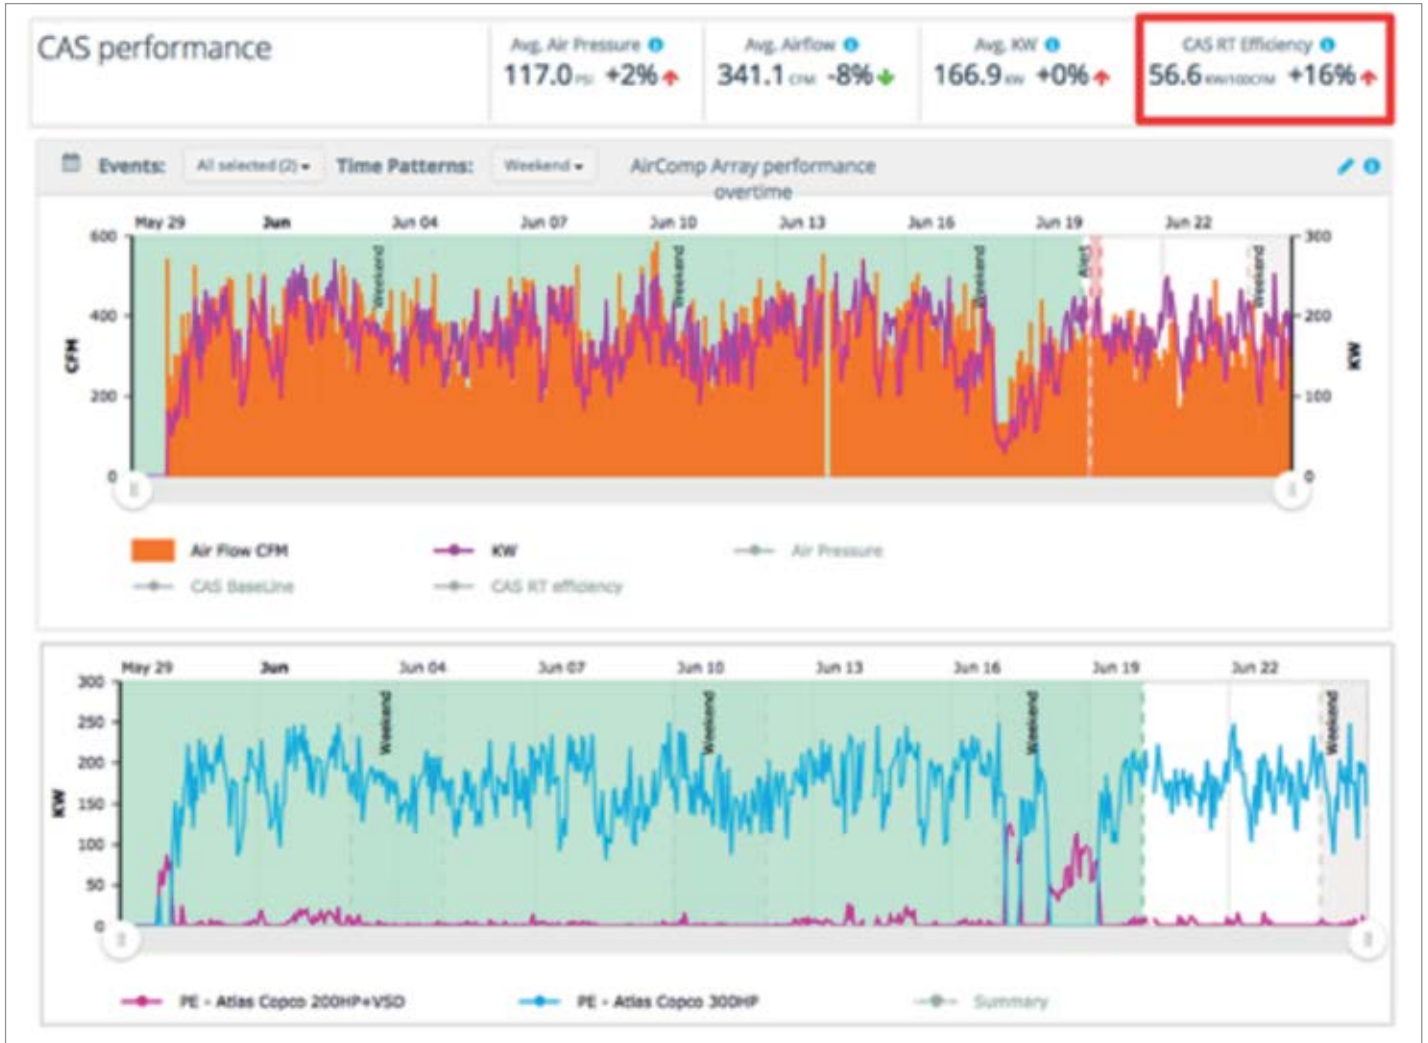 CAS performance
Avg. Air Pressure
117.0 PSI +2%
Avg. Airflow
341.1 CFM -8%
Avg. KW
166.9 KW +0%
CAS RT Efficiency
56.6 KW/100CFM +16%
Events: All selected (2) Time Patterns: Weekend AirComp Array performance
overtime
May 29 Jun Jun 04 Jun 07 Jun 10 Jun 13 Jun 16 Jun 19 Jun 22
600 300
400 200
200 100
0 0
CFM
KW
Weekend
Weekend
Weekend
Alert
Weekend
Air Flow CFM KW Air Pressure
CAS BaseLine CAS RT efficiency
May 29 Jun Jun 04 Jun 07 Jun 10 Jun 13 Jun 16 Jun 19 Jun 22
300
250
200
150
100
50
0
KW
Weekend
Weekend
Weekend
Weekend
PE - Atlas Copco 200HP+VSD PE - Atlas Copco 300HP Summary